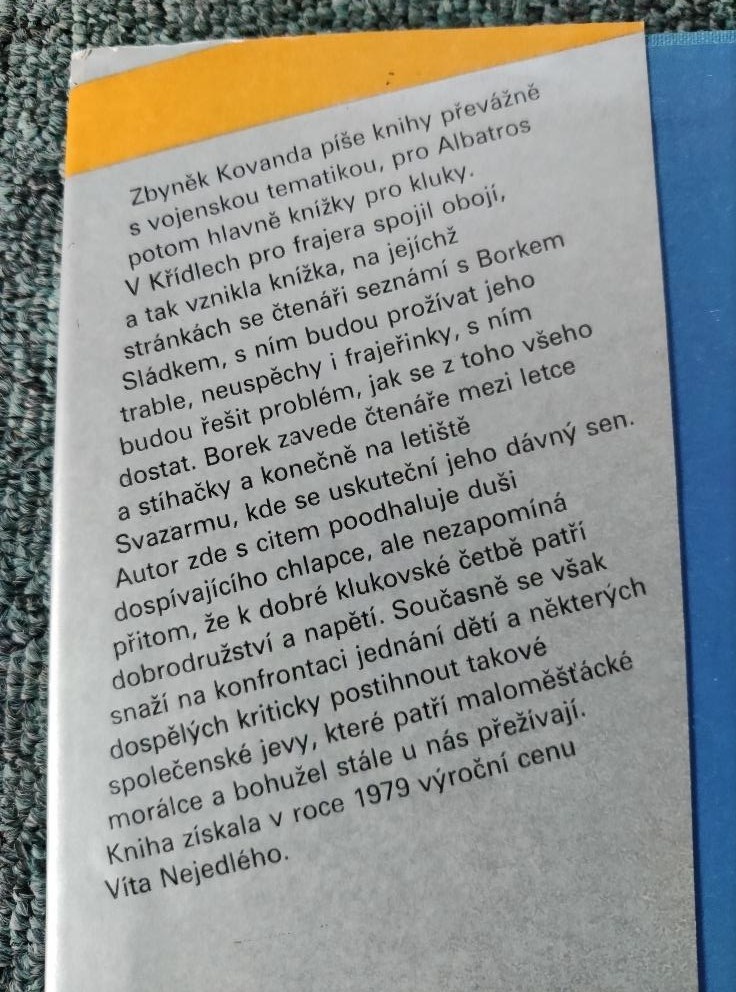 Zbyněk Kovanda píše knihy převážně
s vojenskou tematikou, pro Albatros
potom hlavně knížky pro kluky.
V Křídlech pro frajera spojil obojí,
a tak vznikla knížka, na jejíchž
stránkách se čtenáři seznámí s Borkem
Sládkem, s ním budou prožívat jeho
trable, neuspěchy i frajeřinky, s ním
budou řešit problém, jak se z toho všeho
dostat. Borek zavede čtenáře mezi letce
a stíhačky a konečně na letiště
Svazarmu, kde se uskuteční jeho dávný sen.
Autor zde s citem poodhaluje duši
dospívajícího chlapce, ale nezapomíná
přitom, že k dobré klukovské četbě patří
dobrodružství a napětí. Současně se však
snaží na konfrontaci jednání dětí a některých
dospělých kriticky postihnout takové
společenské jevy, které patří maloměšťácké
morálce a bohužel stále u nás přežívají.
Kniha získala v roce 1979 výroční cenu
Víta Nejedlého.